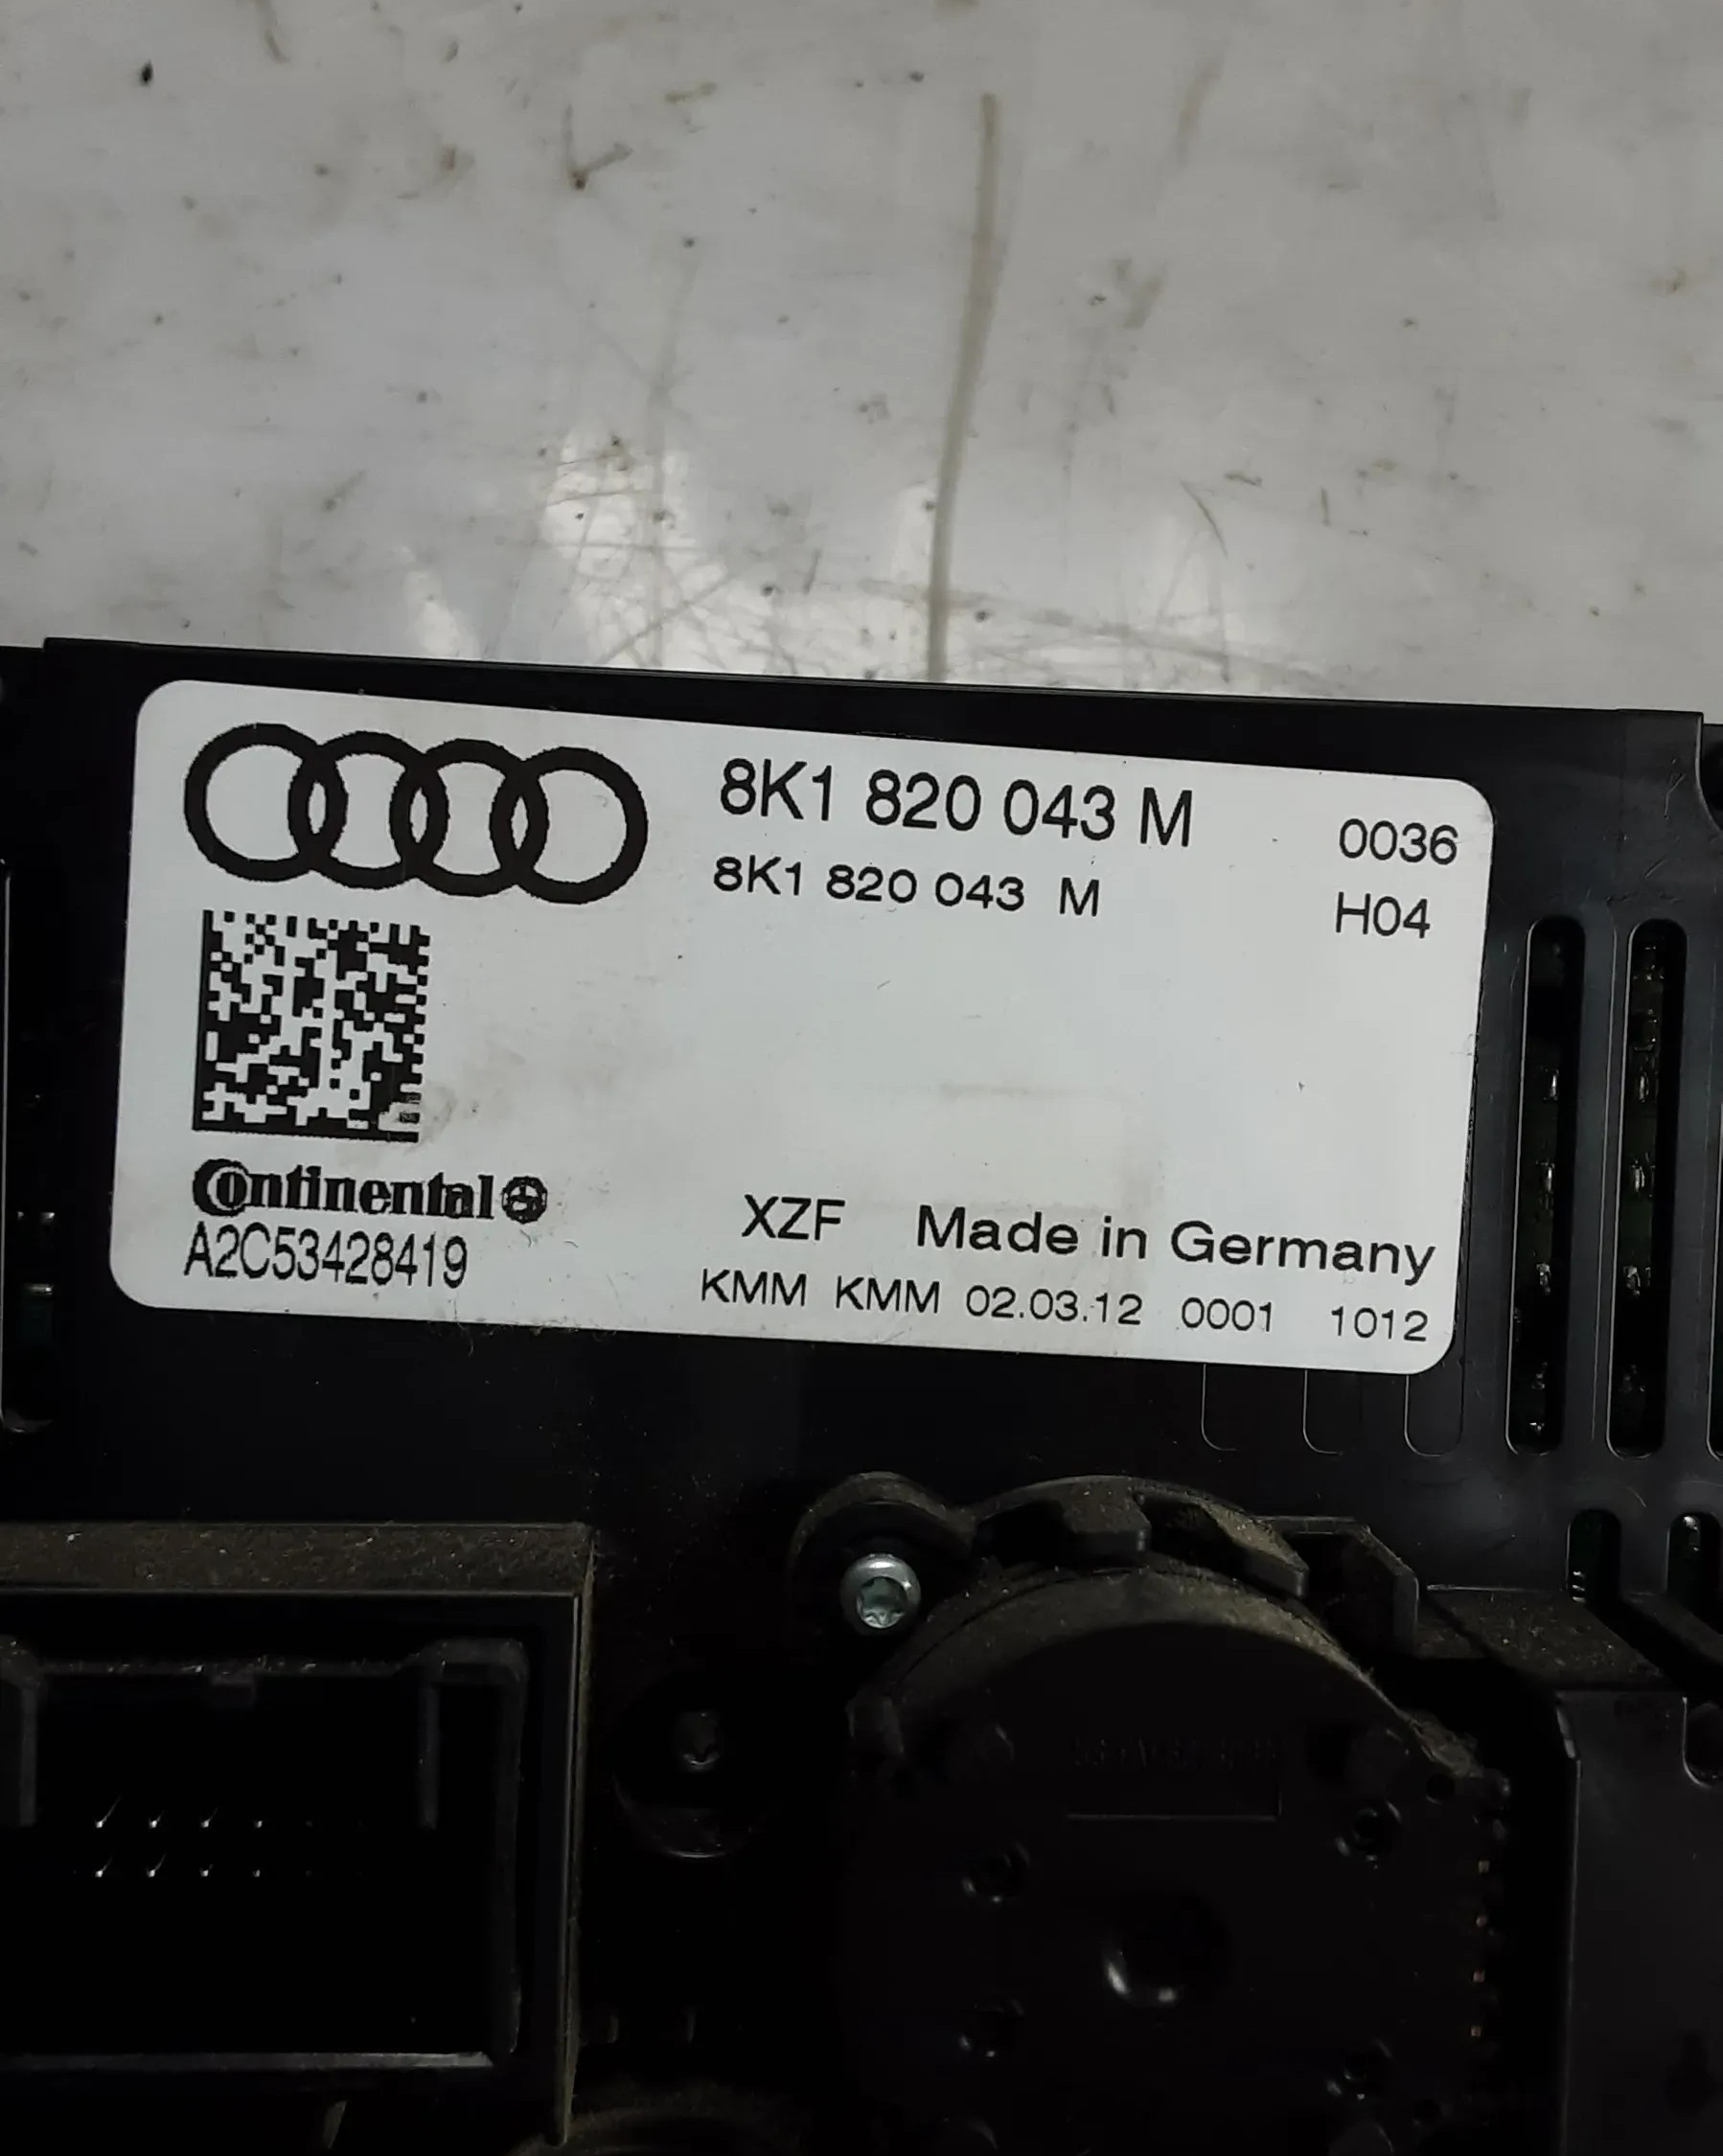 8K1 820 043 M 0036
8K1 820 043 M H04
Continental
A2C53428419
XZF Made in Germany
KMM KMM 02.03.12 0001 1012